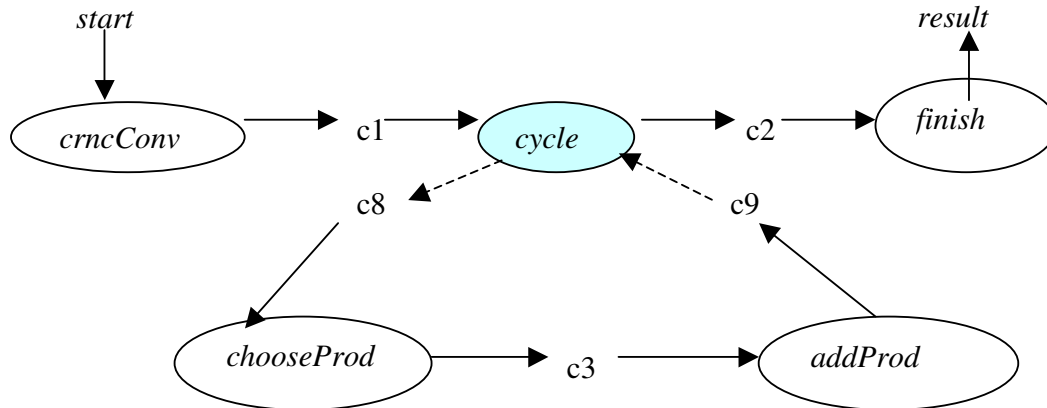 start
result
crncConv
c1
cycle
c2
finish
c8
c9
chooseProd
c3
addProd